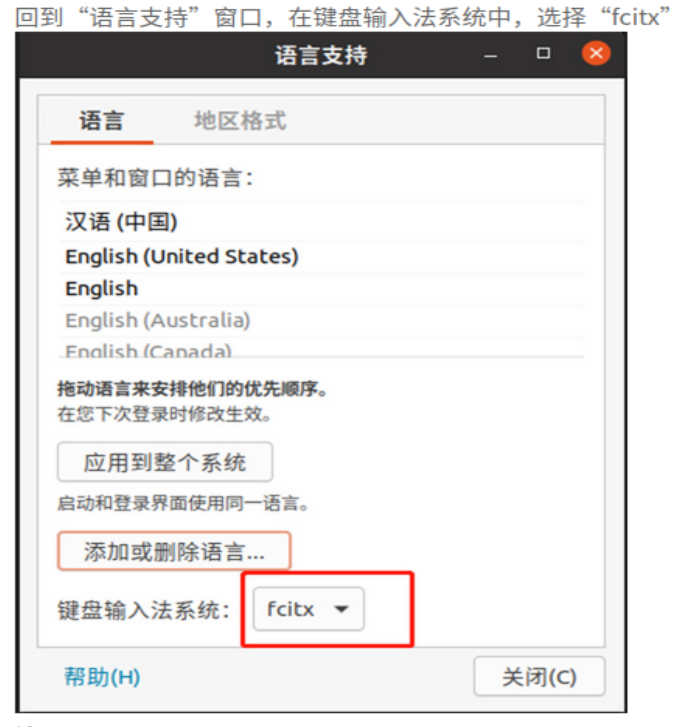 回到“语言支持”窗口，在键盘输入法系统中，选择“fcitx”
语言支持
语言 地区格式
菜单和窗口的语言：
汉语 (中国)
English (United States)
English
English (Australia)
English (Canada)
拖动语言来安排他们的优先顺序。
在您下次登录时修改生效。
应用到整个系统
启动和登录界面使用同一语言。
添加或删除语言...
键盘输入法系统： fcitx
帮助(H) 关闭(C)